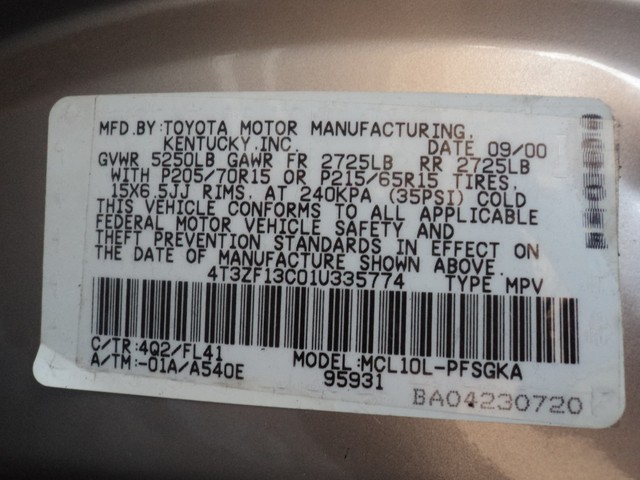 MFD.BY:TOYOTA MOTOR MANUFACTURING,
KENTUCKY,INC. DATE 09/00
GVWR 5250LB GAWR FR 2725LB RR 2725LB
WITH P205/70R15 OR P215/65R15 TIRES,
15X6.5JJ RIMS, AT 240KPA (35PSI) COLD
THIS VEHICLE CONFORMS TO ALL APPLICABLE
FEDERAL MOTOR VEHICLE SAFETY AND
THEFT PREVENTION STANDARDS IN EFFECT ON
THE DATE OF MANUFACTURE SHOWN ABOVE.
4T3ZF13C01U335774 TYPE MPV
C/TR:4Q2/FL41 MODEL:MCL10L-PFSGKA
A/TM:-01A/A540E 95931
BA04230720